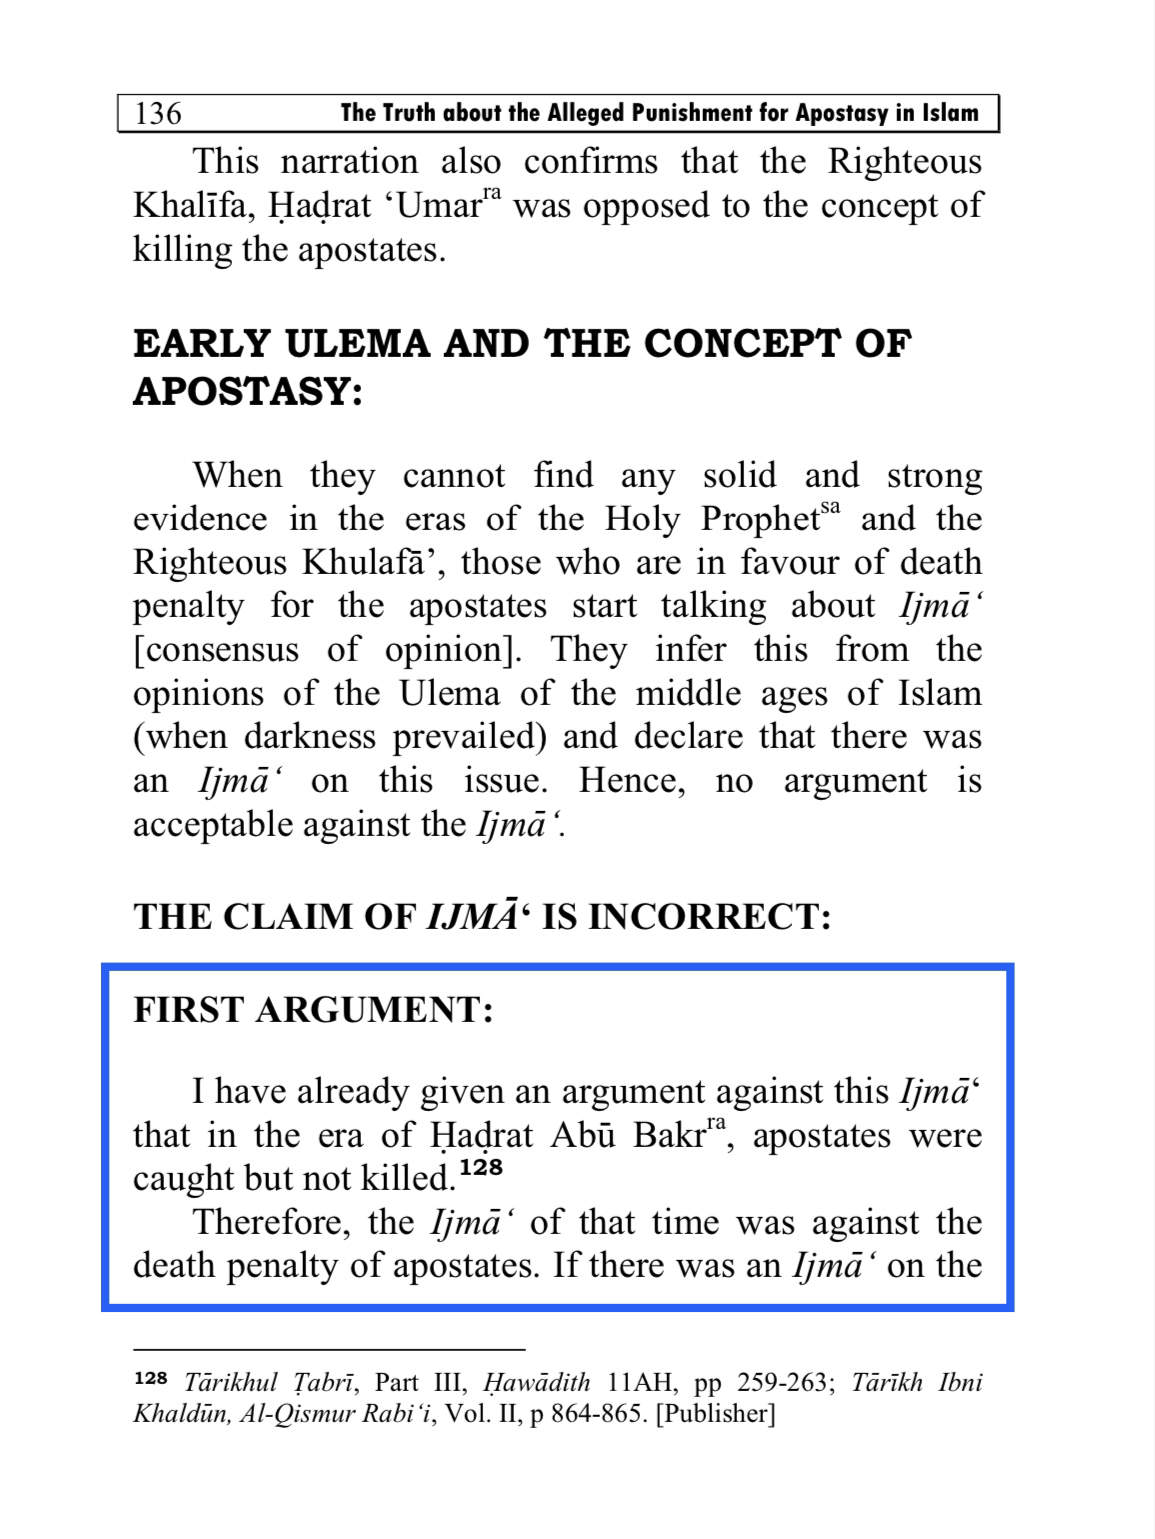 136 The Truth about the Alleged Punishment for Apostasy in Islam
This narration also confirms that the Righteous
Khalīfa, Ḥaḍrat ‘Umarra was opposed to the concept of
killing the apostates.
EARLY ULEMA AND THE CONCEPT OF
APOSTASY:
When they cannot find any solid and strong
evidence in the eras of the Holy Prophetsa and the
Righteous Khulafā’, those who are in favour of death
penalty for the apostates start talking about Ijmā‘
[consensus of opinion]. They infer this from the
opinions of the Ulema of the middle ages of Islam
(when darkness prevailed) and declare that there was
an Ijmā‘ on this issue. Hence, no argument is
acceptable against the Ijmā‘.
THE CLAIM OF IJMĀ‘ IS INCORRECT:
FIRST ARGUMENT:
I have already given an argument against this Ijmā‘
that in the era of Ḥaḍrat Abū Bakrra, apostates were
caught but not killed.128
Therefore, the Ijmā‘ of that time was against the
death penalty of apostates. If there was an Ijmā‘ on the
128 Tārikhul Ṭabrī, Part III, Ḥawādith 11AH, pp 259-263; Tārīkh Ibni
Khaldūn, Al-Qismur Rabi‘i, Vol. II, p 864-865. [Publisher]